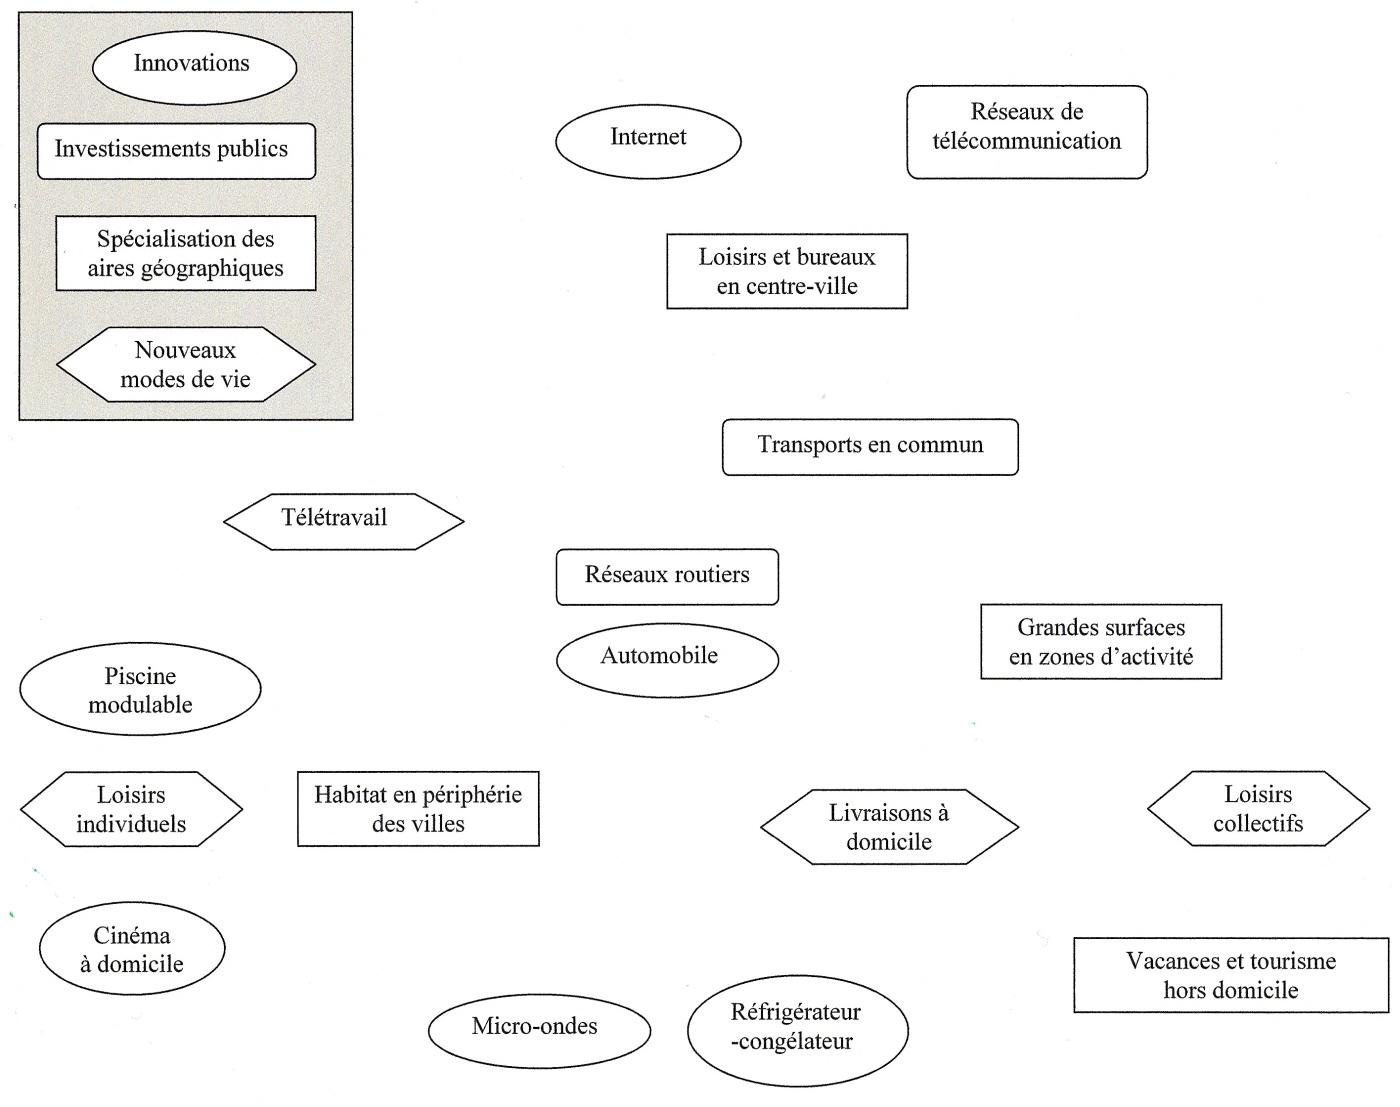 Innovations
Investissements publics
Spécialisation des
aires géographiques
Nouveaux
modes de vie
Internet
Réseaux de
télécommunication
Loisirs et bureaux
en centre-ville
Transports en commun
Télétravail
Réseaux routiers
Automobile
Grandes surfaces
en zones d’activité
Piscine
modulable
Loisirs
individuels
Habitat en périphérie
des villes
Livraisons à
domicile
Loisirs
collectifs
Cinéma
à domicile
Micro-ondes
Réfrigérateur
-congélateur
Vacances et tourisme
hors domicile